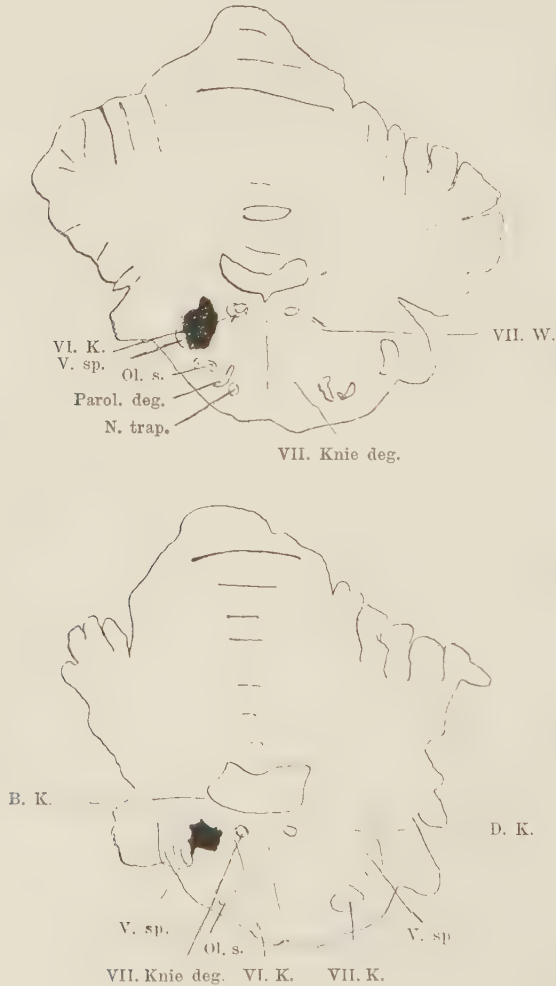 VII. W.
VI. K.
V. sp.
Ol. s.
Parol. deg.
N. trap.
VII. Knie deg.
B. K.
D. K.
V. sp.
Ol. s.
V. sp
VII. Knie deg. VI. K. VII. K.